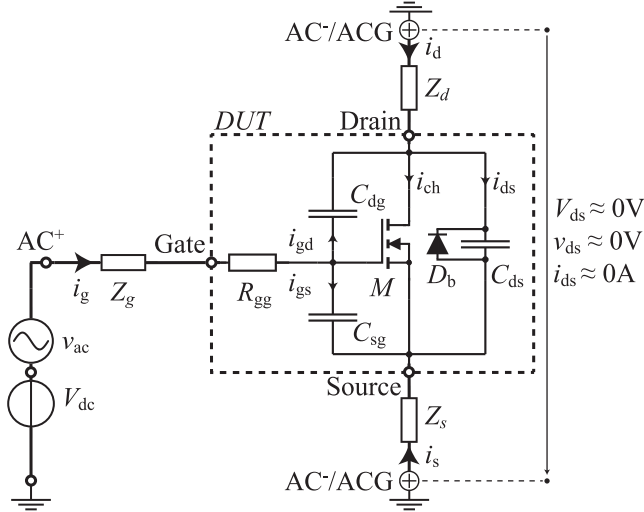 AC⁻/ACG
i_d
Z_d
DUT
Drain
C_dg
i_ch
i_ds
V_ds ≈ 0V
v_ds ≈ 0V
i_ds ≈ 0A
AC⁺
Gate
i_gd
i_g
Z_g
R_gg
i_gs
M
D_b
C_ds
C_sg
v_ac
V_dc
Source
Z_s
i_s
AC⁻/ACG